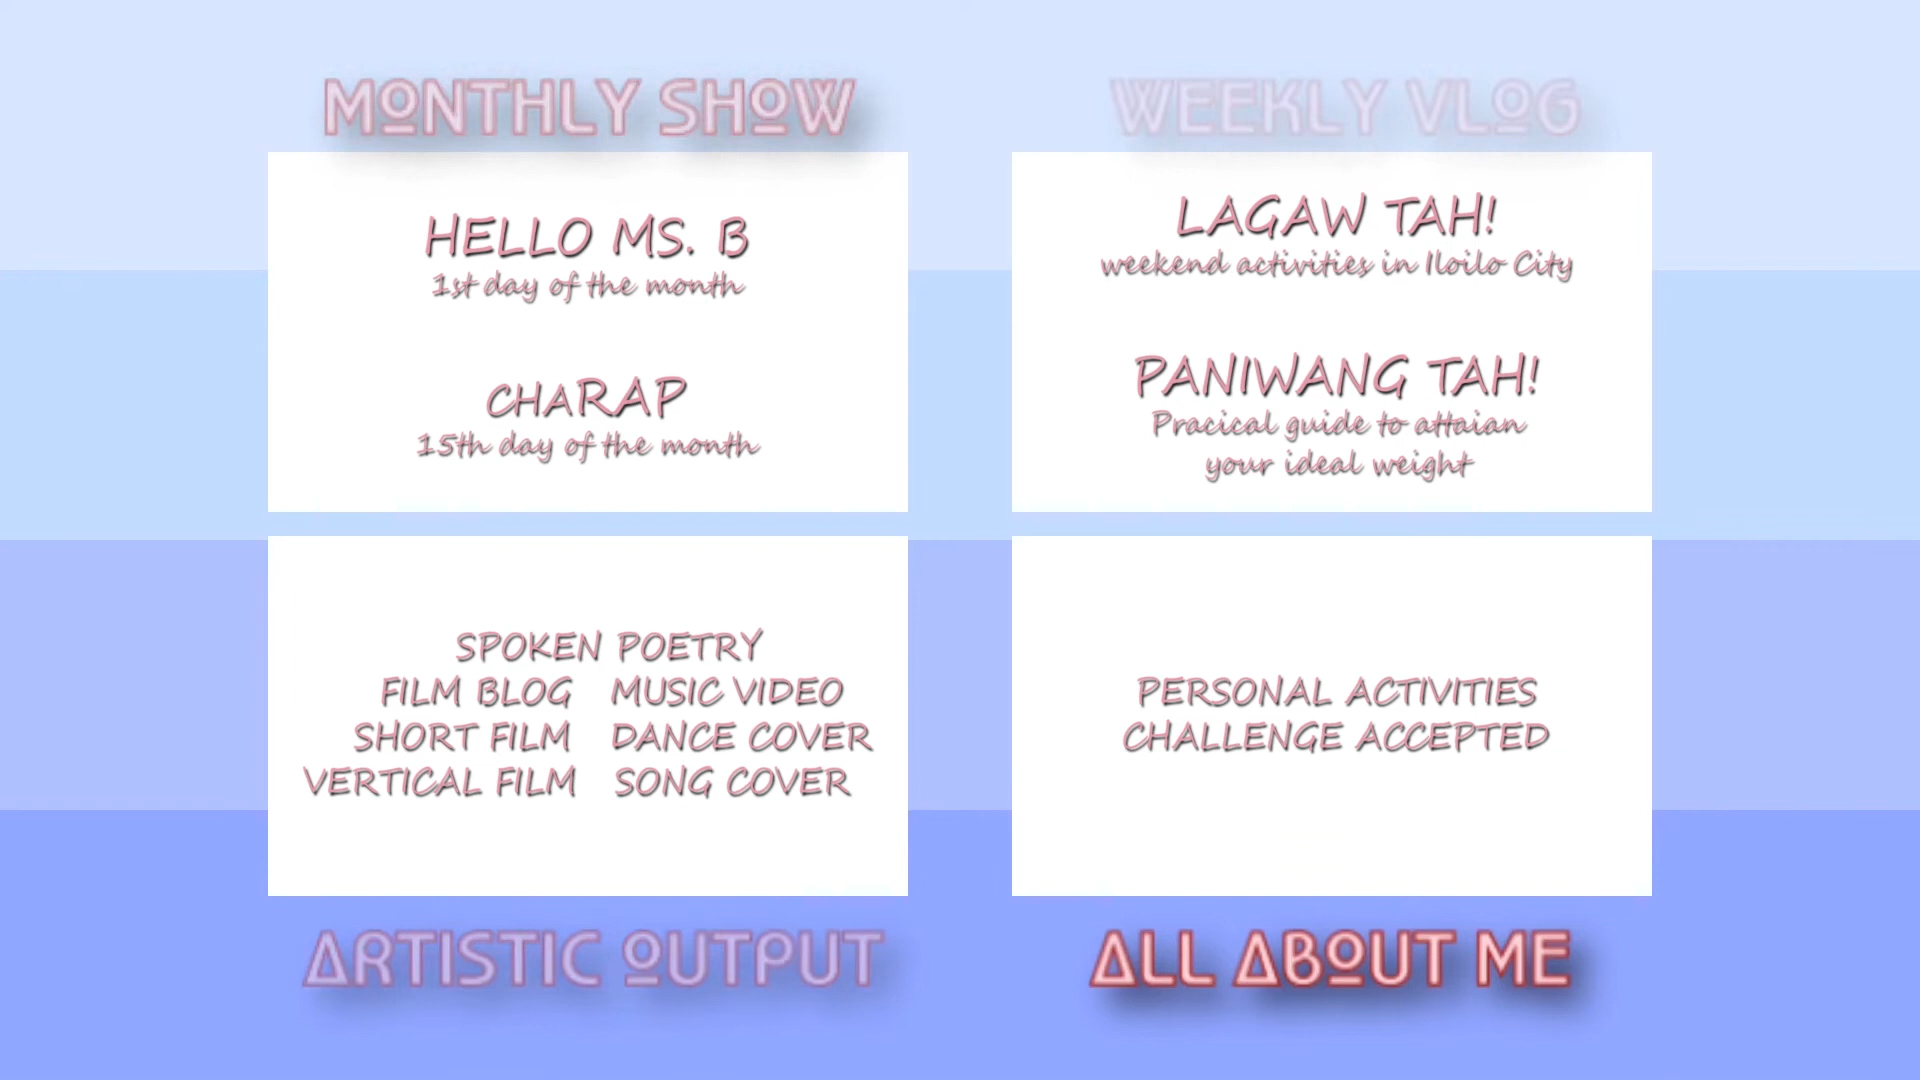 MONTHLY SHOW
HELLO MS. B
1st day of the month
CHARAP
15th day of the month
WEEKLY VLOG
LAGAW TAH!
weekend activities in Iloilo City
PANIWANG TAH!
Pracical guide to attaian
your ideal weight
SPOKEN POETRY
FILM BLOG MUSIC VIDEO
SHORT FILM DANCE COVER
VERTICAL FILM SONG COVER
ARTISTIC OUTPUT
PERSONAL ACTIVITIES
CHALLENGE ACCEPTED
ALL ABOUT ME